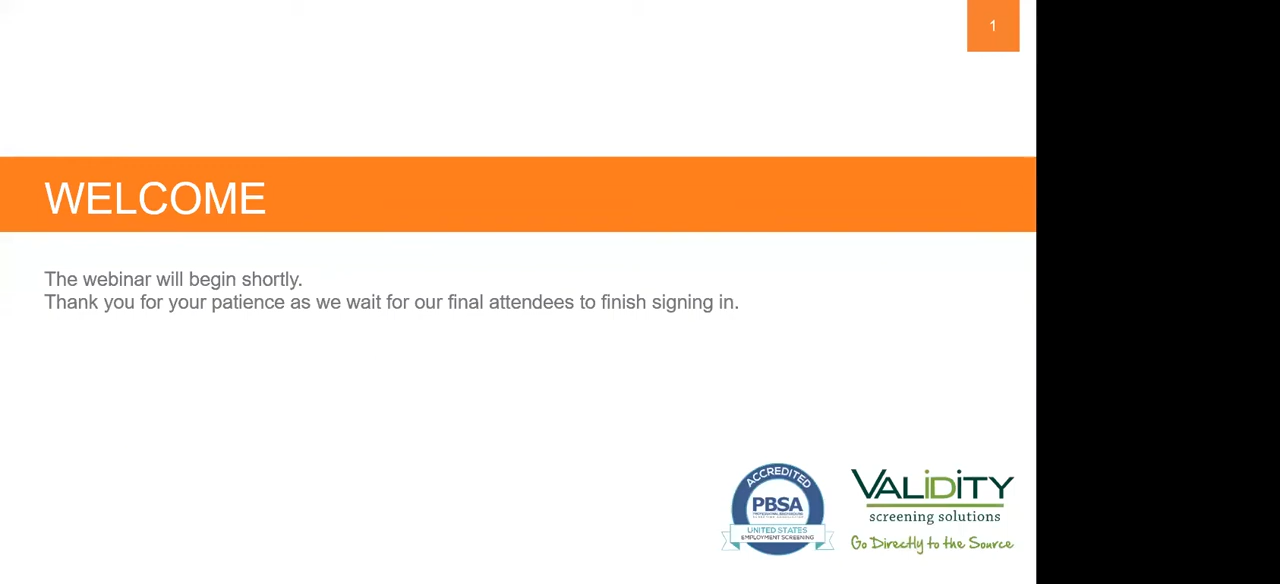 1
WELCOME
The webinar will begin shortly.
Thank you for your patience as we wait for our final attendees to finish signing in.
ACCREDITED
PBSA
UNITED STATES
EMPLOYMENT SCREENING
VALiDiTY
screening solutions
Go Directly to the Source